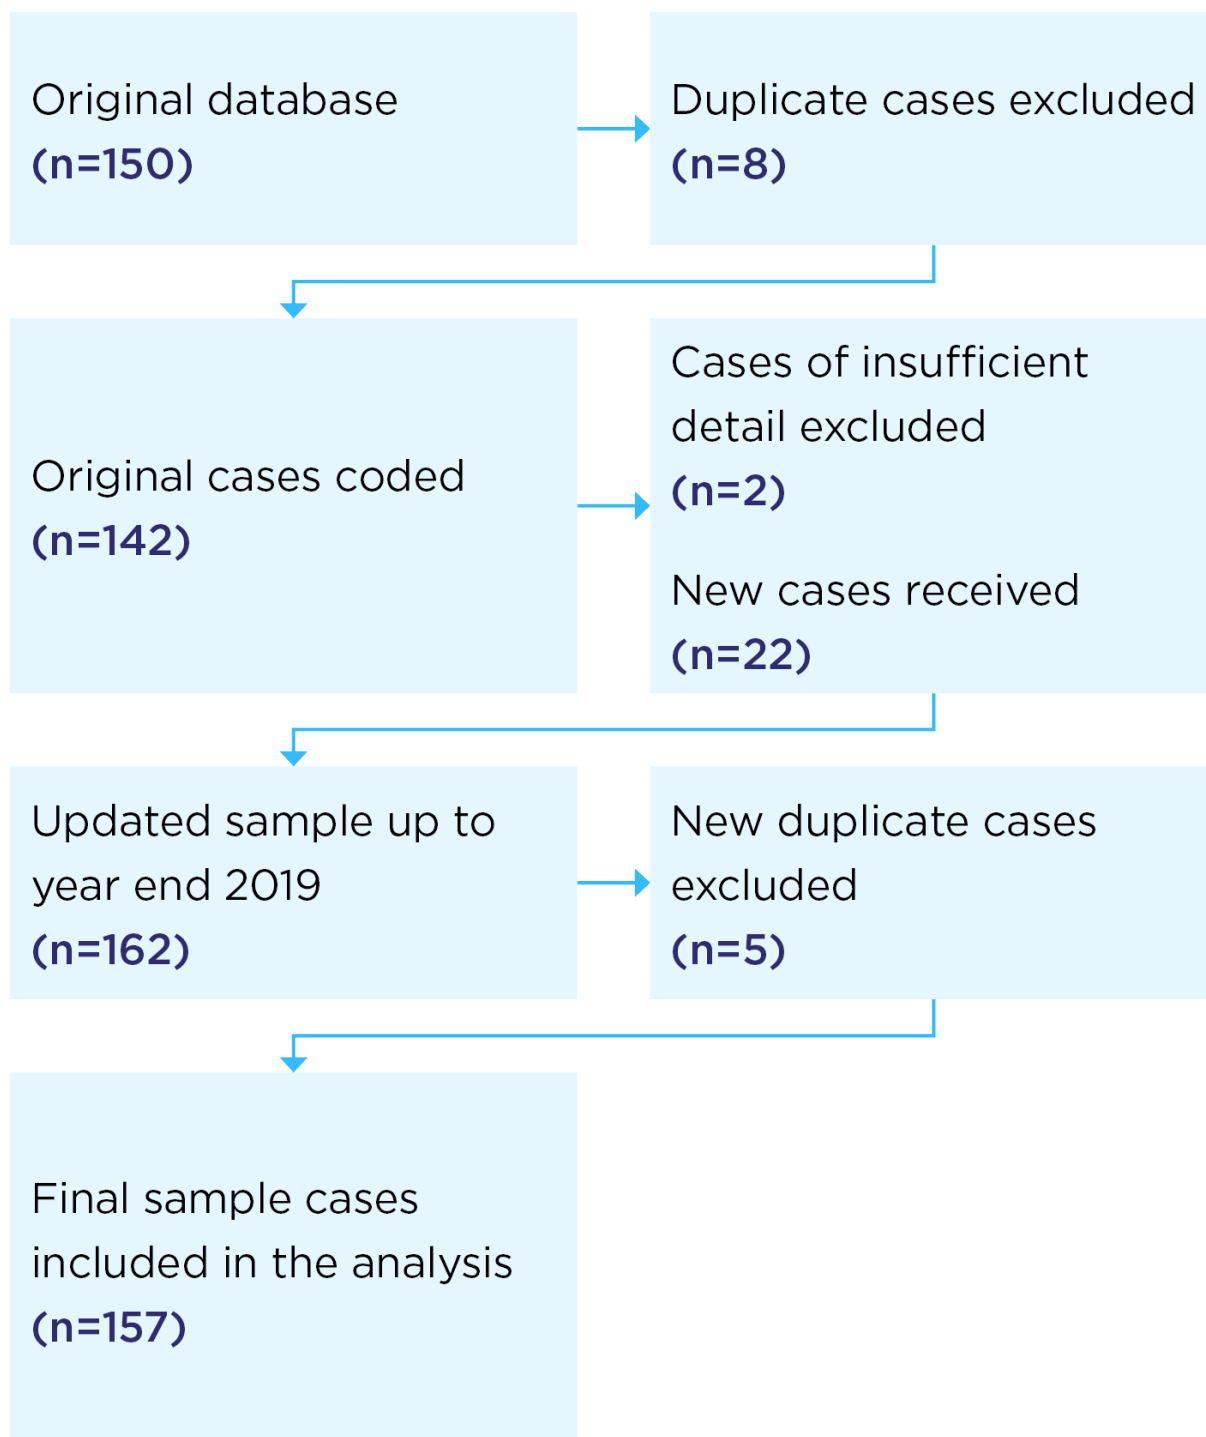 Original database
(n=150)
Duplicate cases excluded
(n=8)
Original cases coded
(n=142)
Cases of insufficient
detail excluded
(n=2)
New cases received
(n=22)
Updated sample up to
year end 2019
(n=162)
New duplicate cases
excluded
(n=5)
Final sample cases
included in the analysis
(n=157)